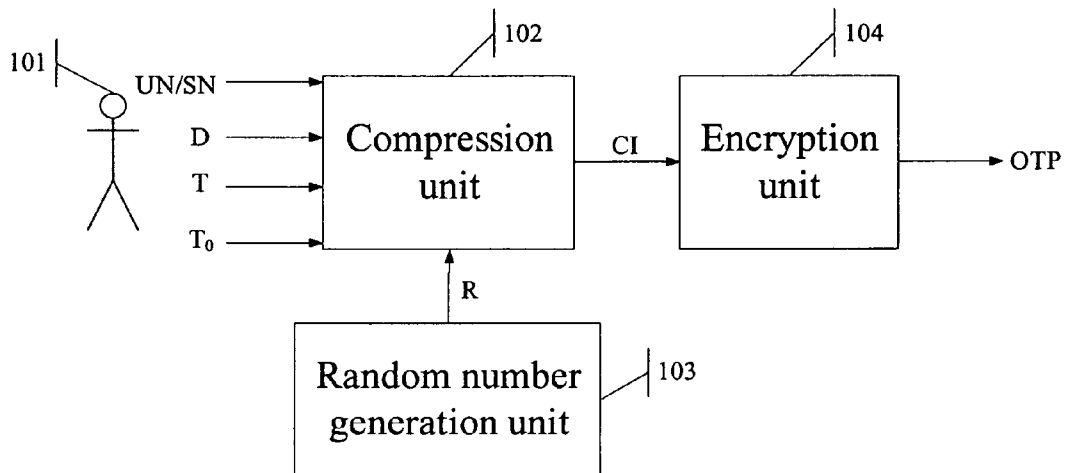 101
102
104
UN/SN
D
T
T₀
Compression
unit
CI
Encryption
unit
OTP
R
Random number
generation unit
103